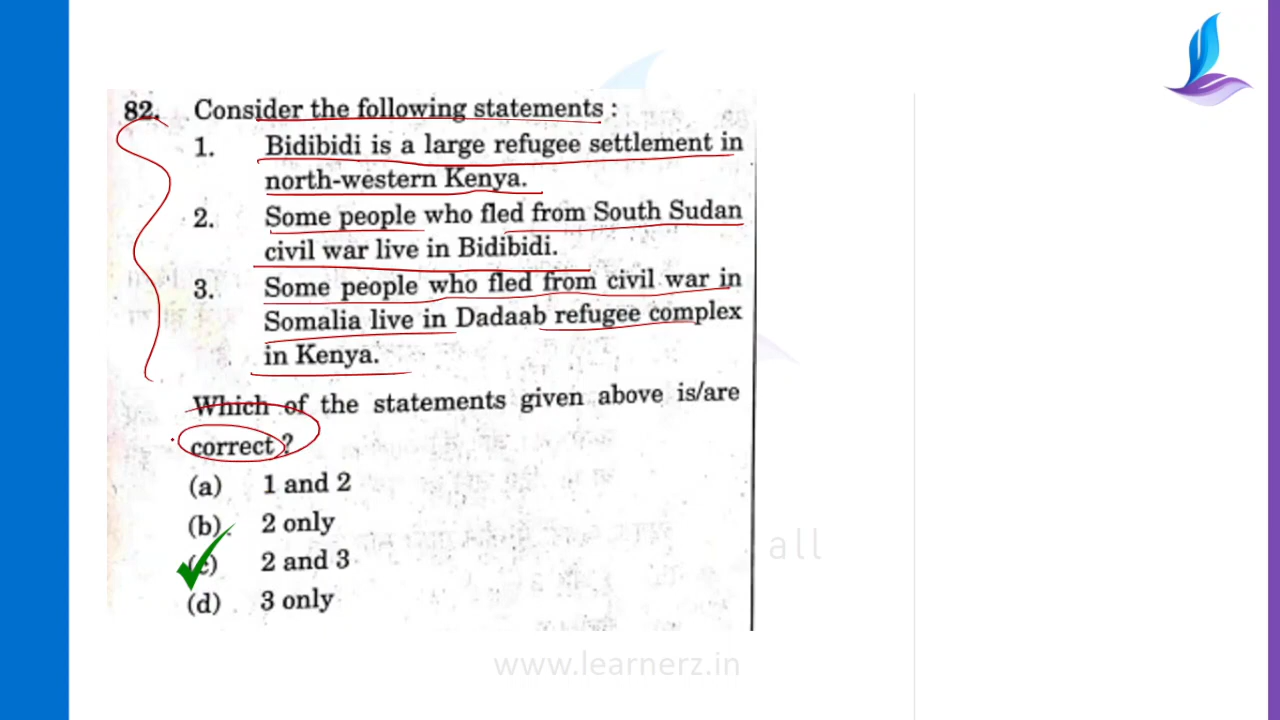 82. Consider the following statements :
1. Bidibidi is a large refugee settlement in
north-western Kenya.
2. Some people who fled from South Sudan
civil war live in Bidibidi.
3. Some people who fled from civil war in
Somalia live in Dadaab refugee complex
in Kenya.
Which of the statements given above is/are
correct ?
(a) 1 and 2
(b) 2 only
(c) 2 and 3
(d) 3 only
all
www.learnerz.in